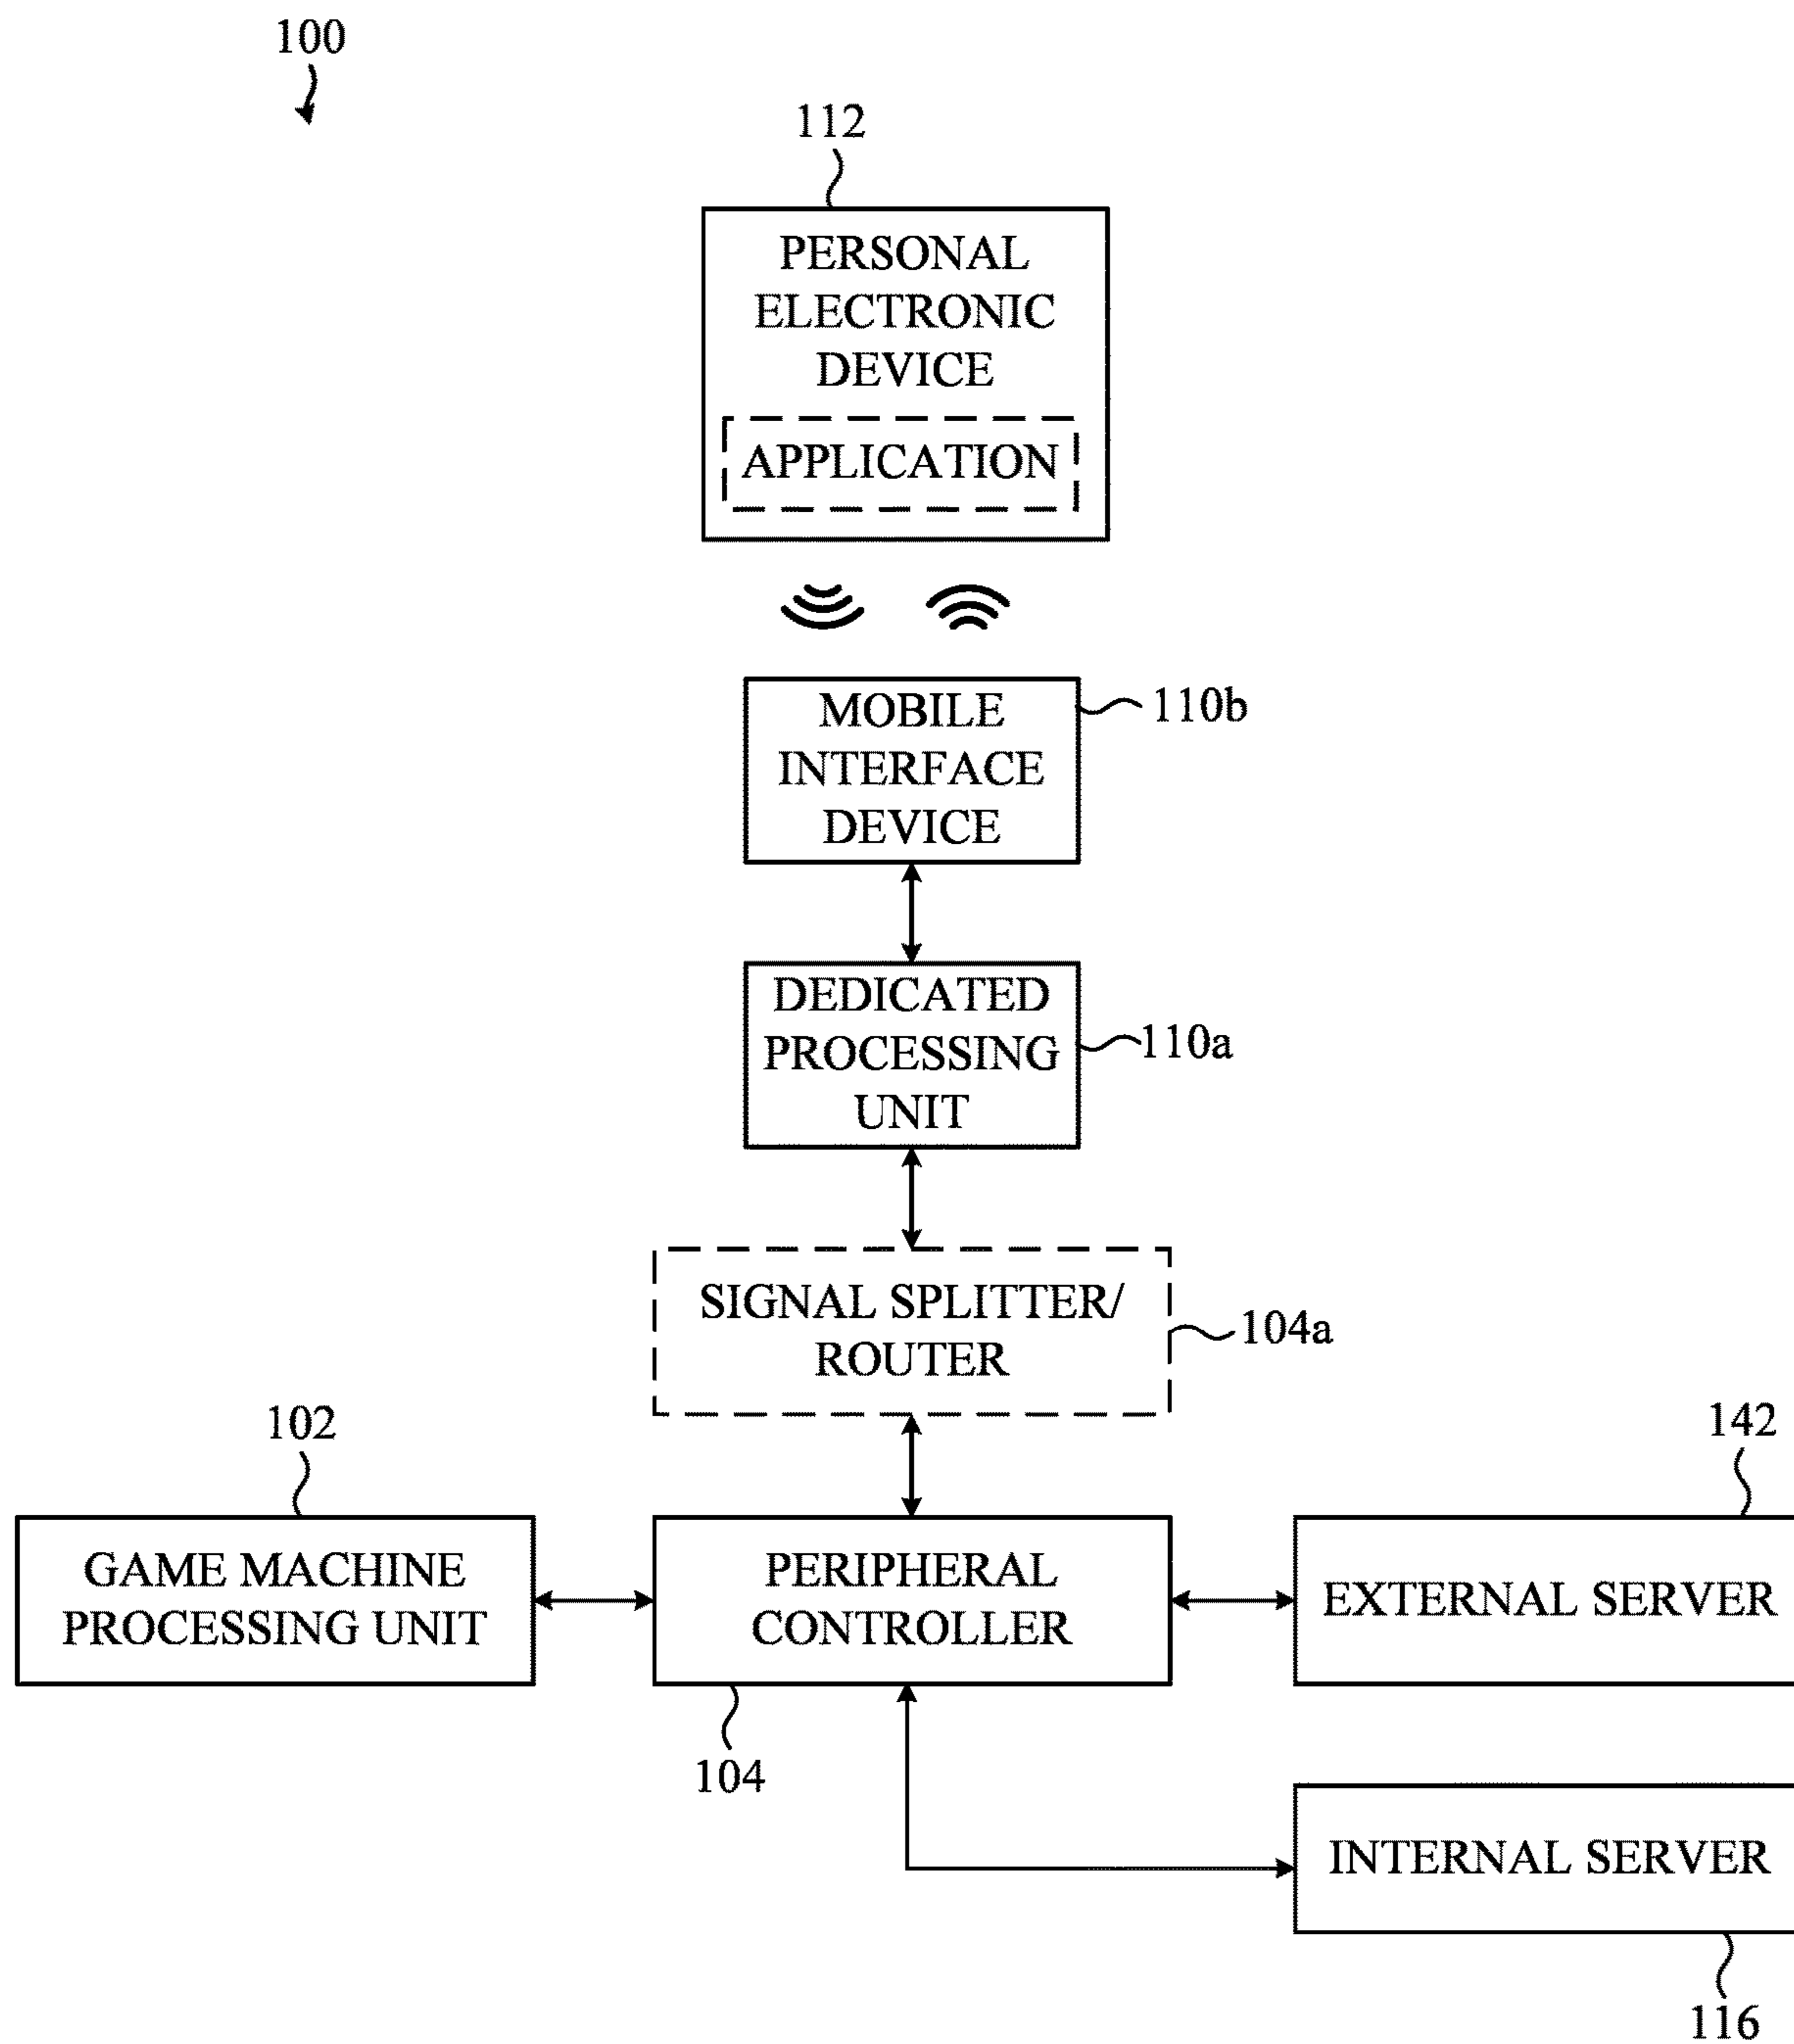 100
112
PERSONAL
ELECTRONIC
DEVICE
APPLICATION
MOBILE
INTERFACE
DEVICE
110b
DEDICATED
PROCESSING
UNIT
110a
SIGNAL SPLITTER/
ROUTER
104a
102
142
GAME MACHINE
PROCESSING UNIT
PERIPHERAL
CONTROLLER
EXTERNAL SERVER
104
INTERNAL SERVER
116